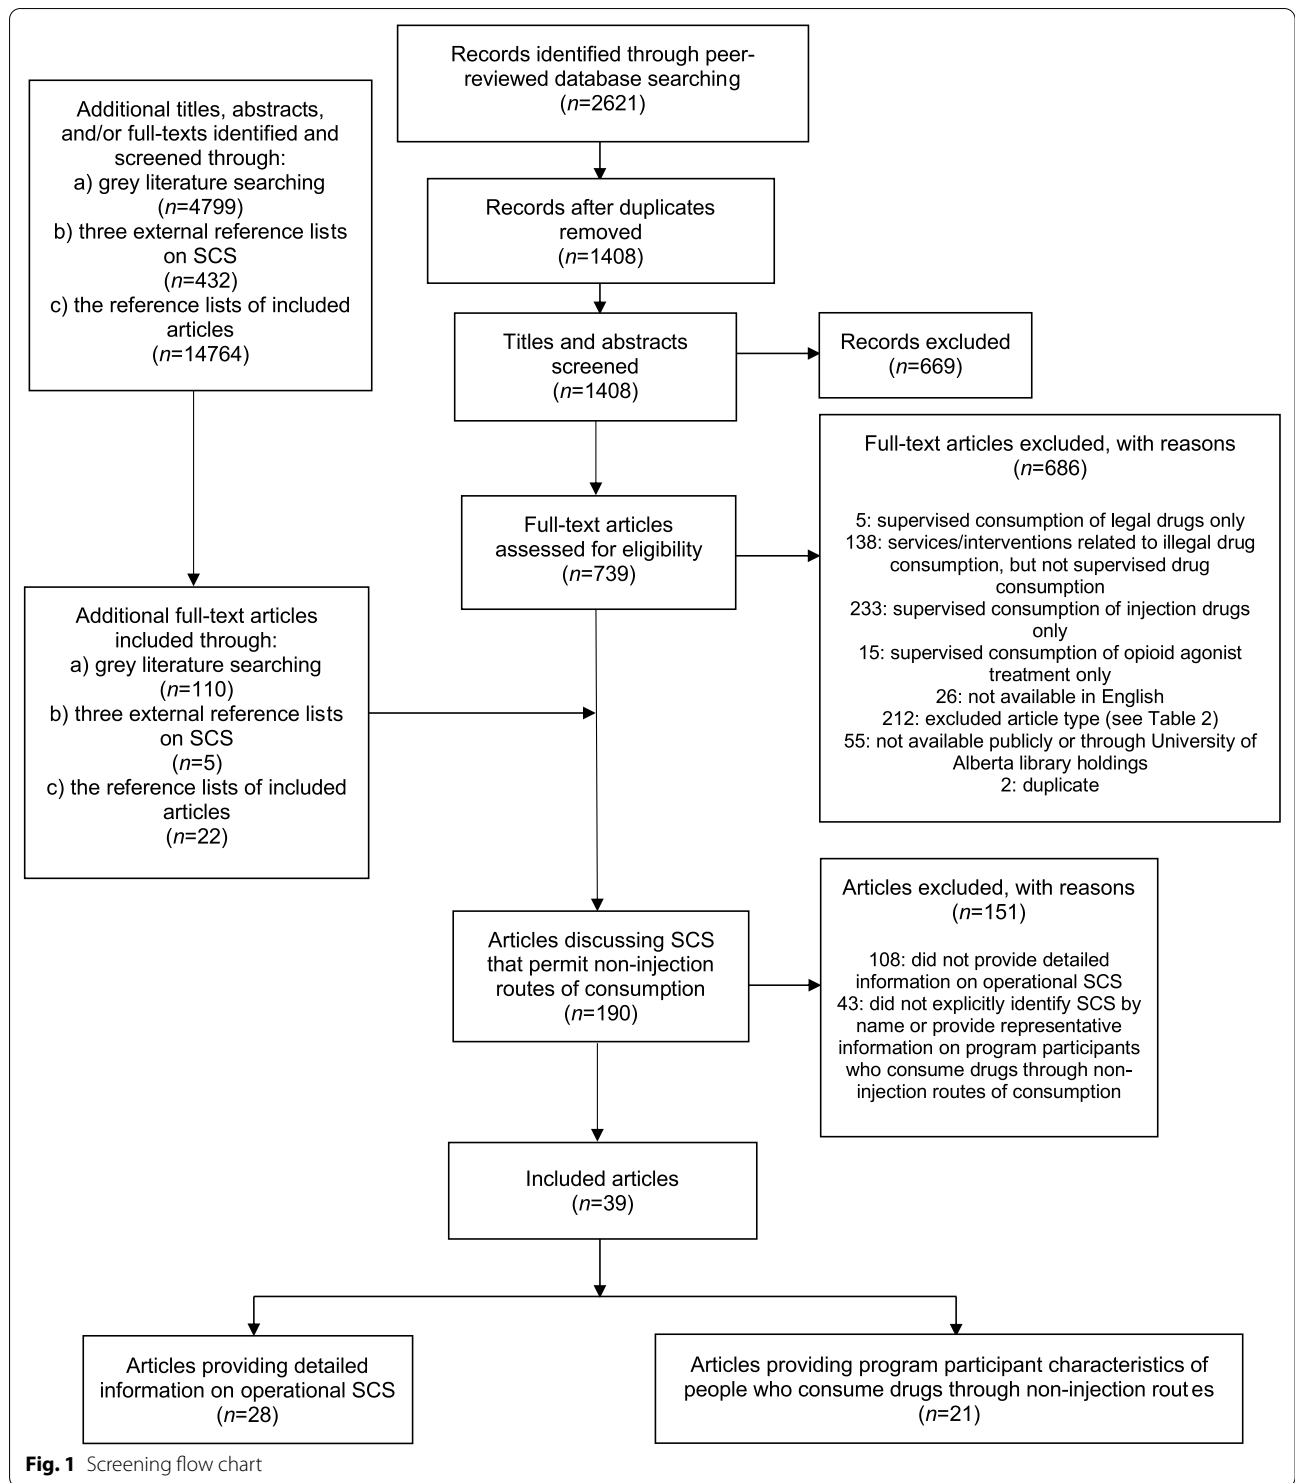 Records identified through peer-
reviewed database searching
(n=2621)
Additional titles, abstracts,
and/or full-texts identified and
screened through:
a) grey literature searching
(n=4799)
b) three external reference lists
on SCS
(n=432)
c) the reference lists of included
articles
(n=14764)
Records after duplicates
removed
(n=1408)
Titles and abstracts
screened
(n=1408)
Records excluded
(n=669)
Full-text articles
assessed for eligibility
(n=739)
Full-text articles excluded, with reasons
(n=686)
5: supervised consumption of legal drugs only
138: services/interventions related to illegal drug
consumption, but not supervised drug
consumption
233: supervised consumption of injection drugs
only
15: supervised consumption of opioid agonist
treatment only
26: not available in English
212: excluded article type (see Table 2)
55: not available publicly or through University of
Alberta library holdings
2: duplicate
Additional full-text articles
included through:
a) grey literature searching
(n=110)
b) three external reference lists
on SCS
(n=5)
c) the reference lists of included
articles
(n=22)
Articles discussing SCS
that permit non-injection
routes of consumption
(n=190)
Articles excluded, with reasons
(n=151)
108: did not provide detailed
information on operational SCS
43: did not explicitly identify SCS by
name or provide representative
information on program participants
who consume drugs through non-
injection routes of consumption
Included articles
(n=39)
Articles providing detailed
information on operational SCS
(n=28)
Articles providing program participant characteristics of
people who consume drugs through non-injection routes
(n=21)
Fig. 1 Screening flow chart